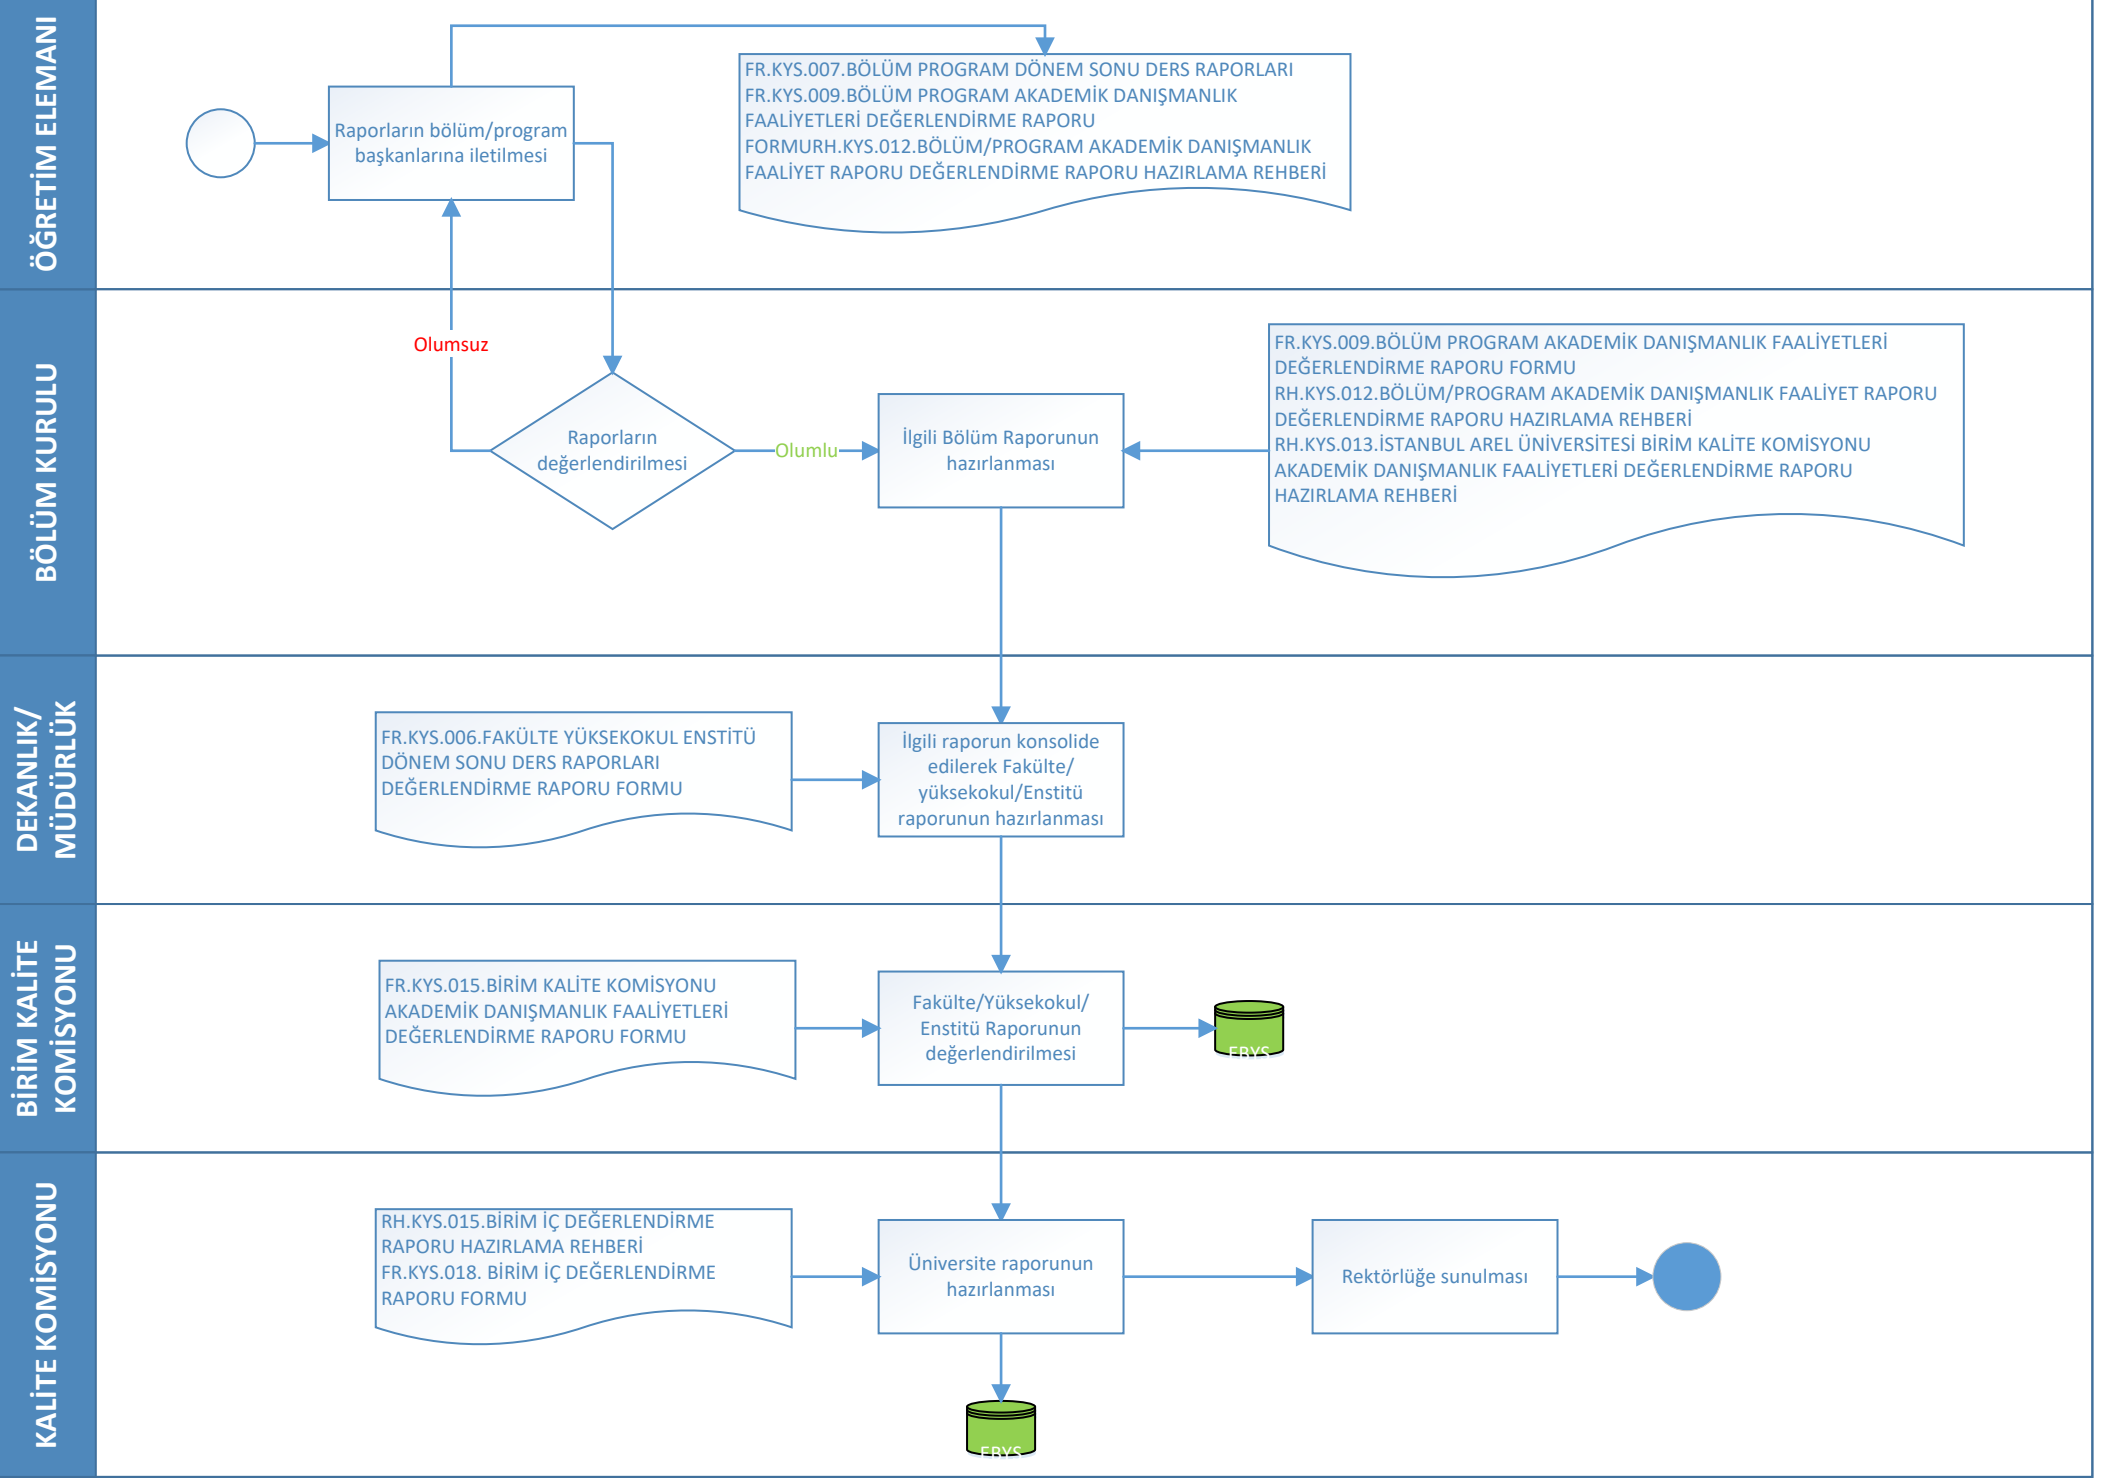 ÖĞRETİM ELEMANI
Raporların bölüm/program
başkanlarına iletilmesi
FR.KYS.007.BÖLÜM PROGRAM DÖNEM SONU DERS RAPORLARI
FR.KYS.009.BÖLÜM PROGRAM AKADEMİK DANIŞMANLIK
FAALİYETLERİ DEĞERLENDİRME RAPORU
FORMURH.KYS.012.BÖLÜM/PROGRAM AKADEMİK DANIŞMANLIK
FAALİYET RAPORU DEĞERLENDİRME RAPORU HAZIRLAMA REHBERİ
BÖLÜM KURULU
Olumsuz
Raporların
değerlendirilmesi
Olumlu
İlgili Bölüm Raporunun
hazırlanması
FR.KYS.009.BÖLÜM PROGRAM AKADEMİK DANIŞMANLIK FAALİYETLERİ
DEĞERLENDİRME RAPORU FORMU
RH.KYS.012.BÖLÜM/PROGRAM AKADEMİK DANIŞMANLIK FAALİYET RAPORU
DEĞERLENDİRME RAPORU HAZIRLAMA REHBERİ
RH.KYS.013.İSTANBUL AREL ÜNİVERSİTESİ BİRİM KALİTE KOMİSYONU
AKADEMİK DANIŞMANLIK FAALİYETLERİ DEĞERLENDİRME RAPORU
HAZIRLAMA REHBERİ
DEKANLIK/
MÜDÜRLÜK
FR.KYS.006.FAKÜLTE YÜKSEKOKUL ENSTİTÜ
DÖNEM SONU DERS RAPORLARI
DEĞERLENDİRME RAPORU FORMU
İlgili raporun konsolide
edilerek Fakülte/
yüksekokul/Enstitü
raporunun hazırlanması
BİRİM KALİTE
KOMİSYONU
FR.KYS.015.BİRİM KALİTE KOMİSYONU
AKADEMİK DANIŞMANLIK FAALİYETLERİ
DEĞERLENDİRME RAPORU FORMU
Fakülte/Yüksekokul/
Enstitü Raporunun
değerlendirilmesi
EBYS
KALİTE KOMİSYONU
RH.KYS.015.BİRİM İÇ DEĞERLENDİRME
RAPORU HAZIRLAMA REHBERİ
FR.KYS.018. BİRİM İÇ DEĞERLENDİRME
RAPORU FORMU
Üniversite raporunun
hazırlanması
Rektörlüğe sunulması
EBYS